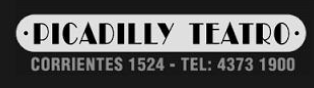 ·PICADILLY TEATRO·
CORRIENTES 1524 - TEL: 4373 1900